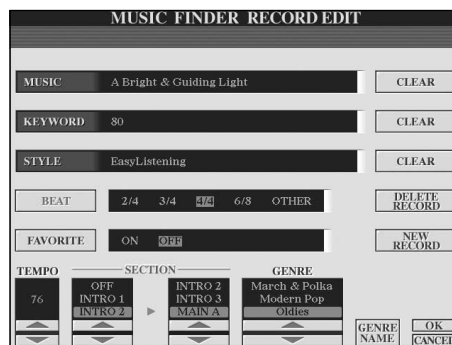 MUSIC FINDER RECORD EDIT
MUSIC A Bright & Guiding Light CLEAR
KEYWORD 80 CLEAR
STYLE EasyListening CLEAR
BEAT 2/4 3/4 4/4 6/8 OTHER DELETE RECORD
FAVORITE ON OFF NEW RECORD
TEMPO SECTION GENRE
76 OFF INTRO 2 March & Polka
INTRO 1 INTRO 3 Modern Pop
INTRO 2 MAIN A Oldies
GENRE NAME OK
CANCEL